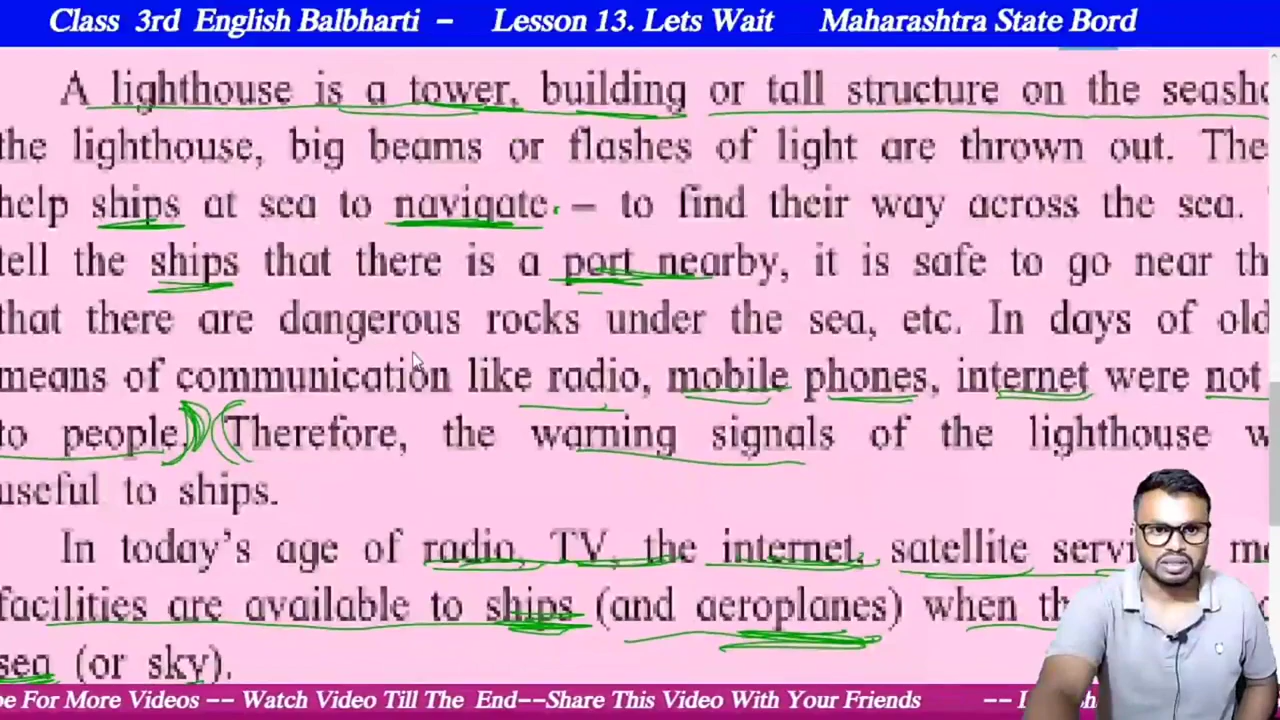 Class 3rd English Balbharti – Lesson 13. Lets Wait Maharashtra State Bord
A lighthouse is a tower, building or tall structure on the
the lighthouse, big beams or flashes of light are thrown out.
help ships at sea to navigate – to find their way across the sea.
tell the ships that there is a port nearby, it is safe to go near
that there are dangerous rocks under the sea, etc. In days of
means of communication like radio, mobile phones, internet were not
to people. Therefore, the warning signals of the lighthouse
useful to ships.
In today's age of radio, TV, the internet, satellite
facilities are available to ships (and aeroplanes) when
sea (or sky).
For More Videos -- Watch Video Till The End--Share This Video With Your Friends --